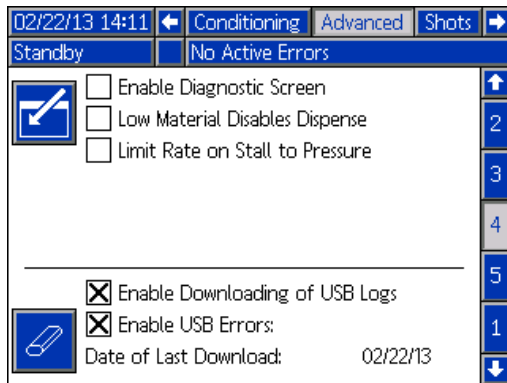 02/22/13 14:11 Conditioning Advanced Shots
Standby No Active Errors
Enable Diagnostic Screen
Low Material Disables Dispense
2
Limit Rate on Stall to Pressure
3
4
5
Enable Downloading of USB Logs
Enable USB Errors:
1
Date of Last Download: 02/22/13